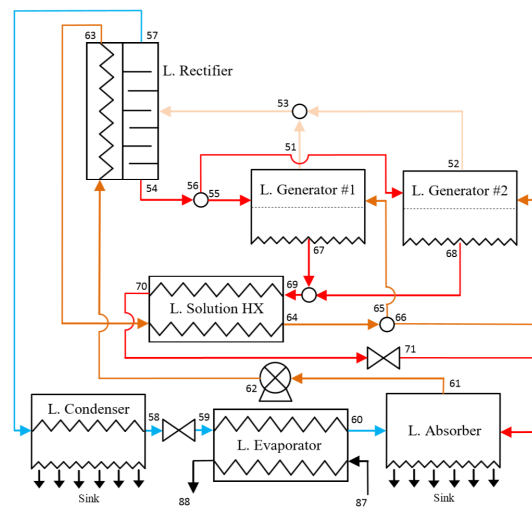 63
57
L. Rectifier
53
51
52
54
56
55
L. Generator #1
L. Generator #2
67
68
70
69
L. Solution HX
64
65
66
71
62
61
L. Condenser
58
59
60
L. Evaporator
L. Absorber
Sink
88
87
Sink